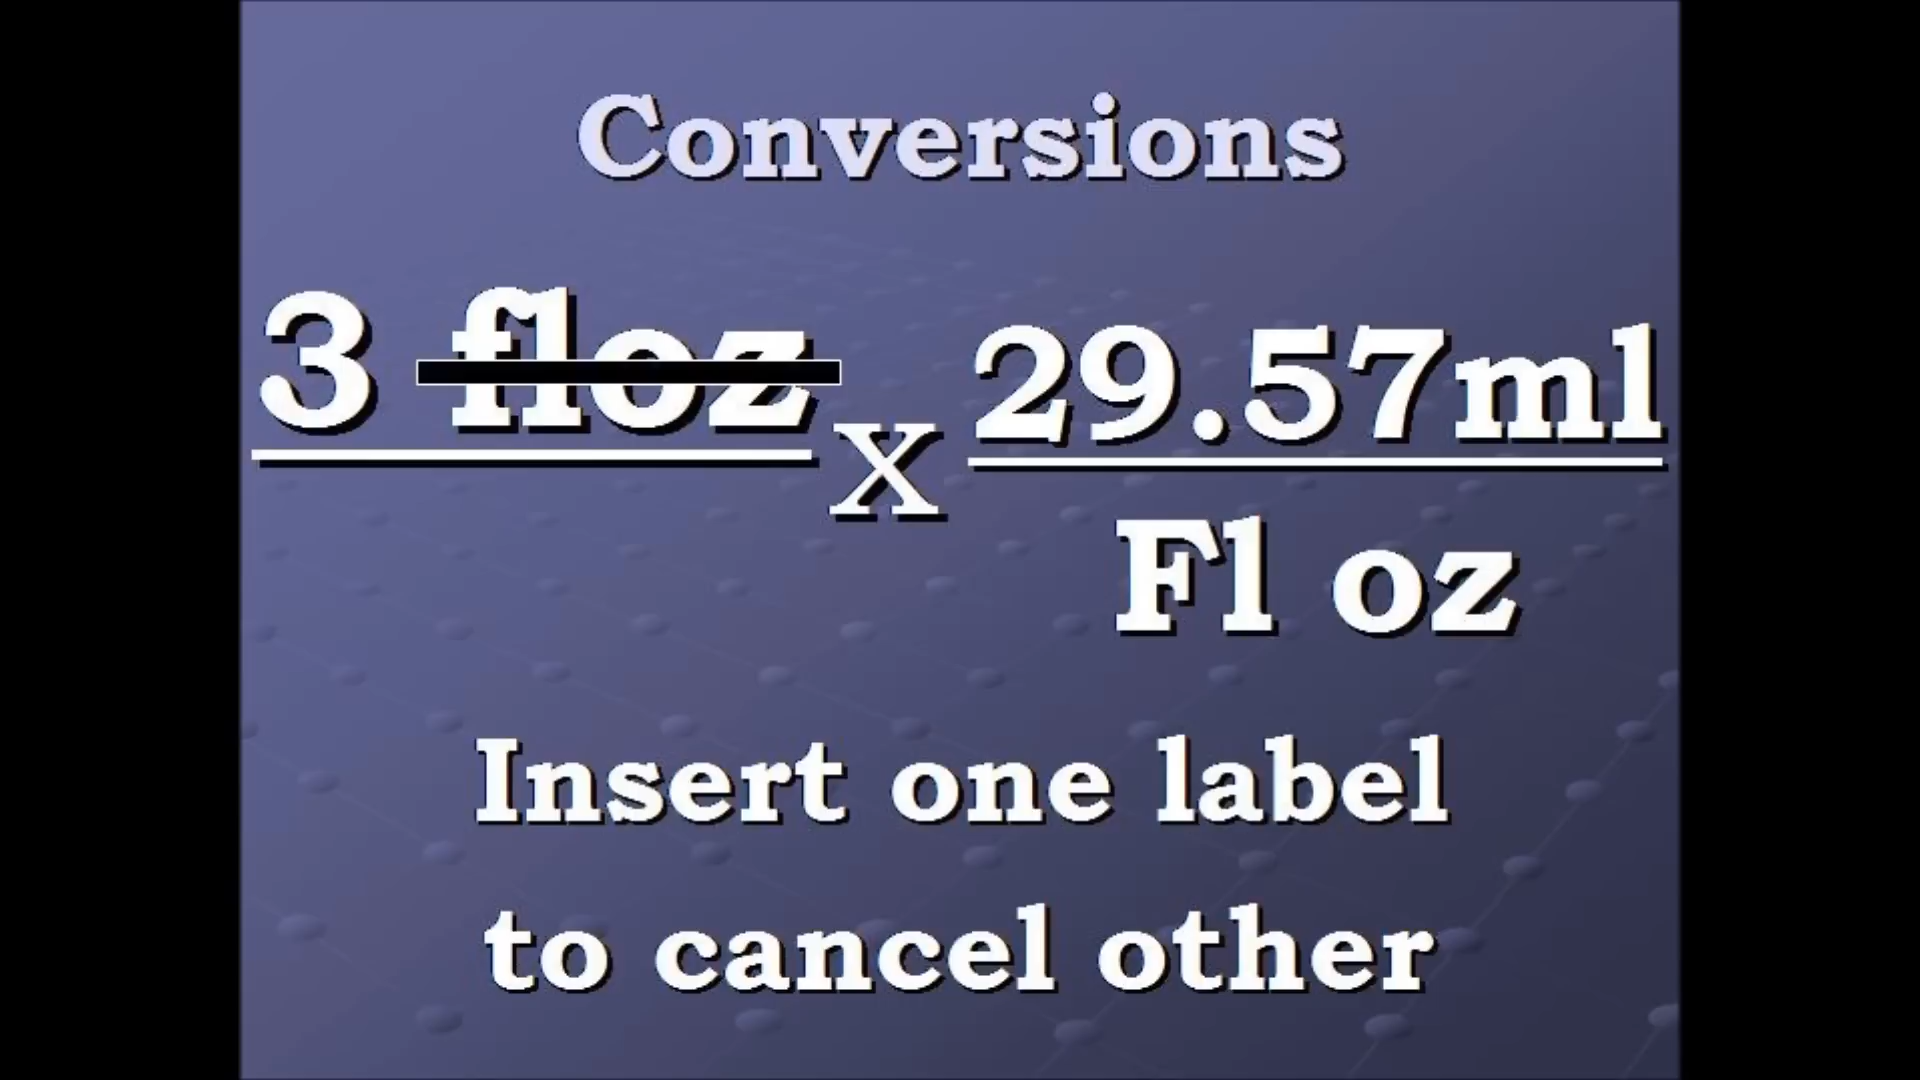 Conversions
3 floz x 29.57ml
Fl oz
Insert one label
to cancel other